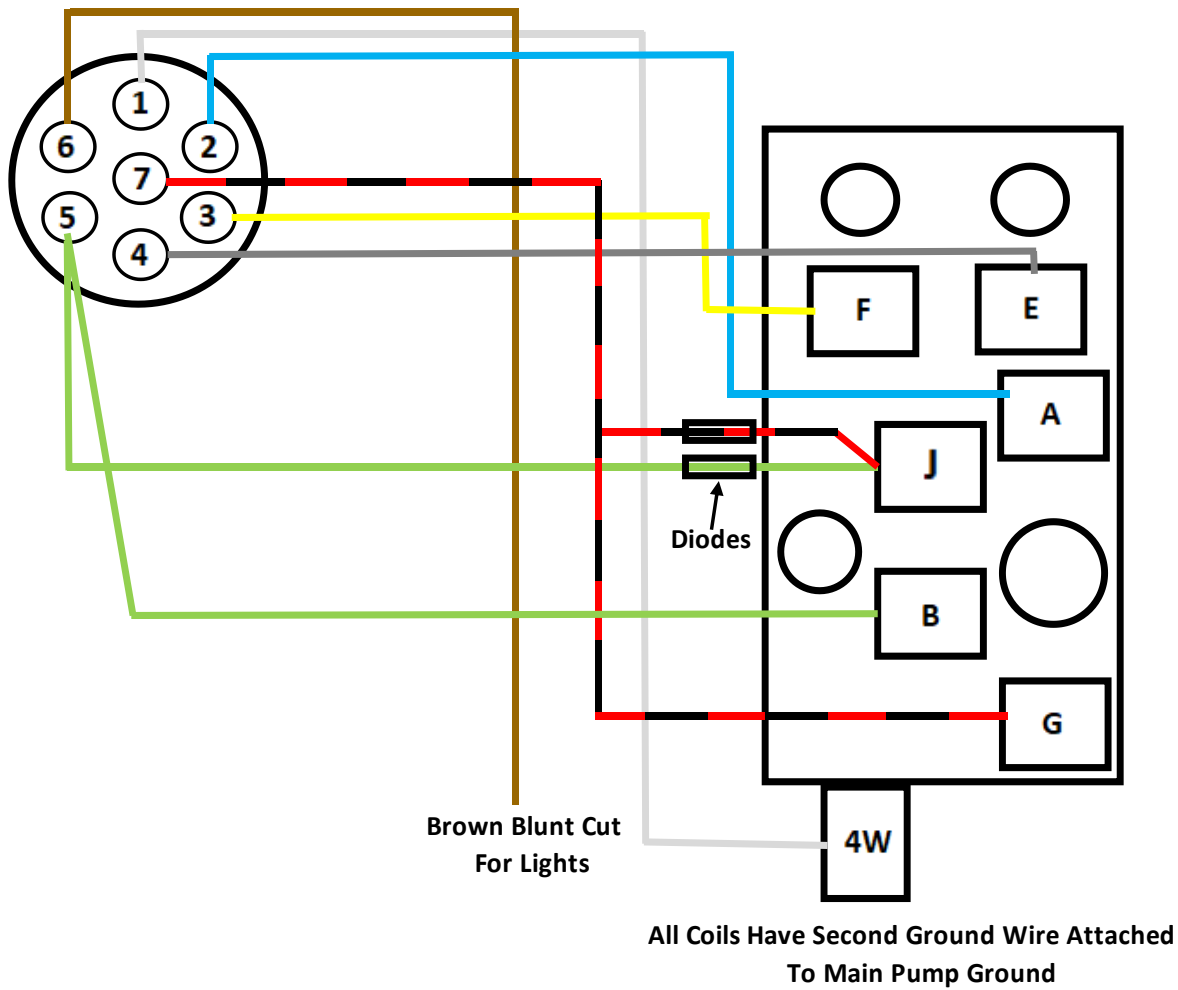 1
6
2
7
5
3
4
F
E
A
J
Diodes
B
G
Brown Blunt Cut
For Lights
4W
All Coils Have Second Ground Wire Attached
To Main Pump Ground